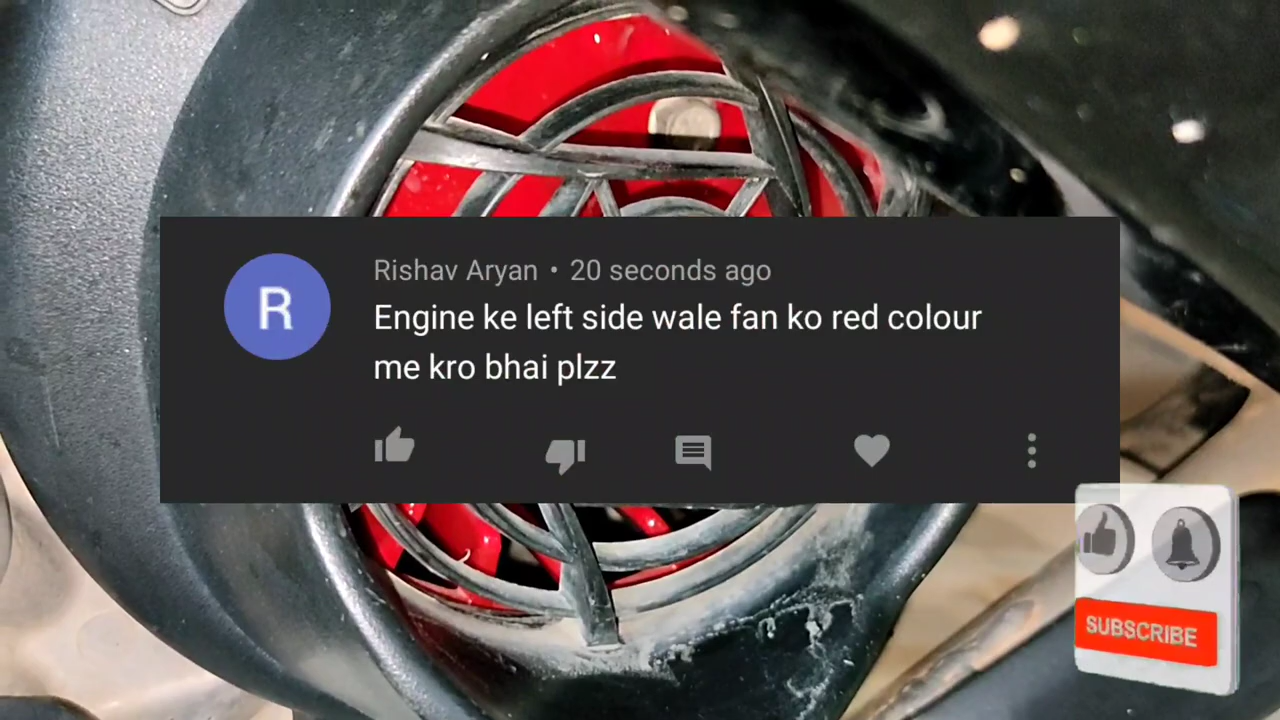 R
Rishav Aryan • 20 seconds ago
Engine ke left side wale fan ko red colour
me kro bhai plzz
SUBSCRIBE